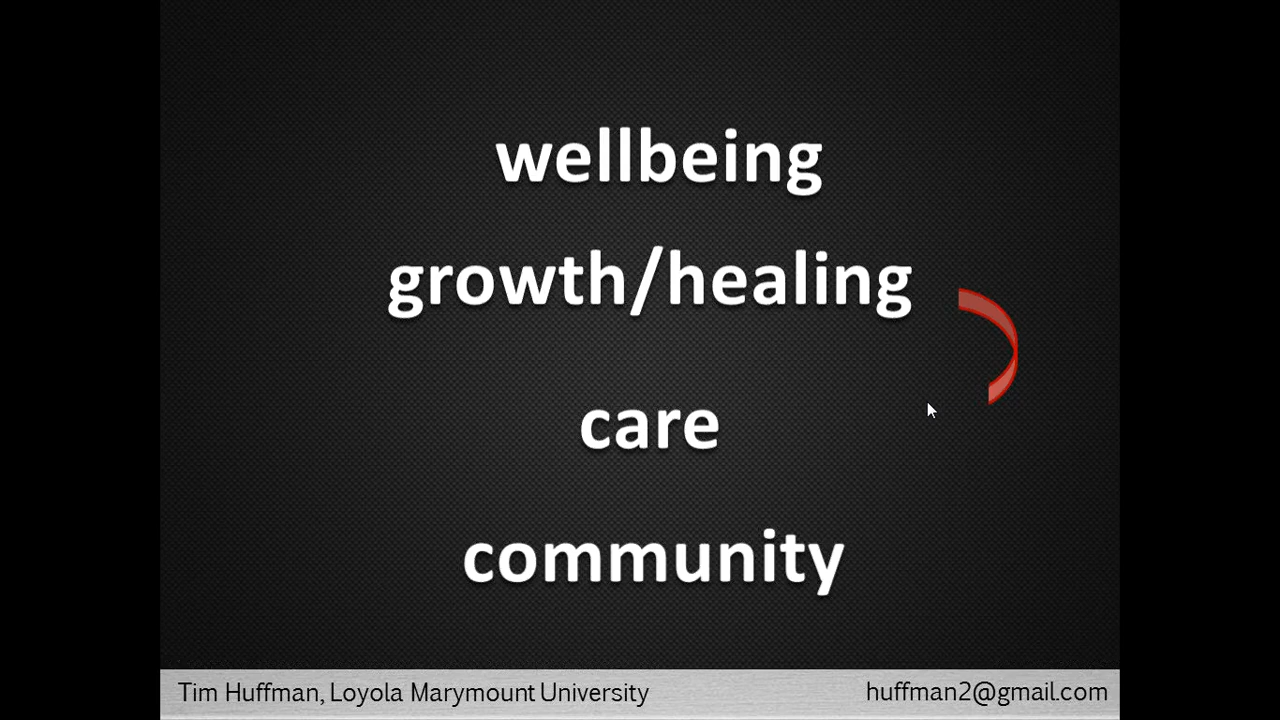 wellbeing
growth/healing
care
community
Tim Huffman, Loyola Marymount University
huffman2@gmail.com